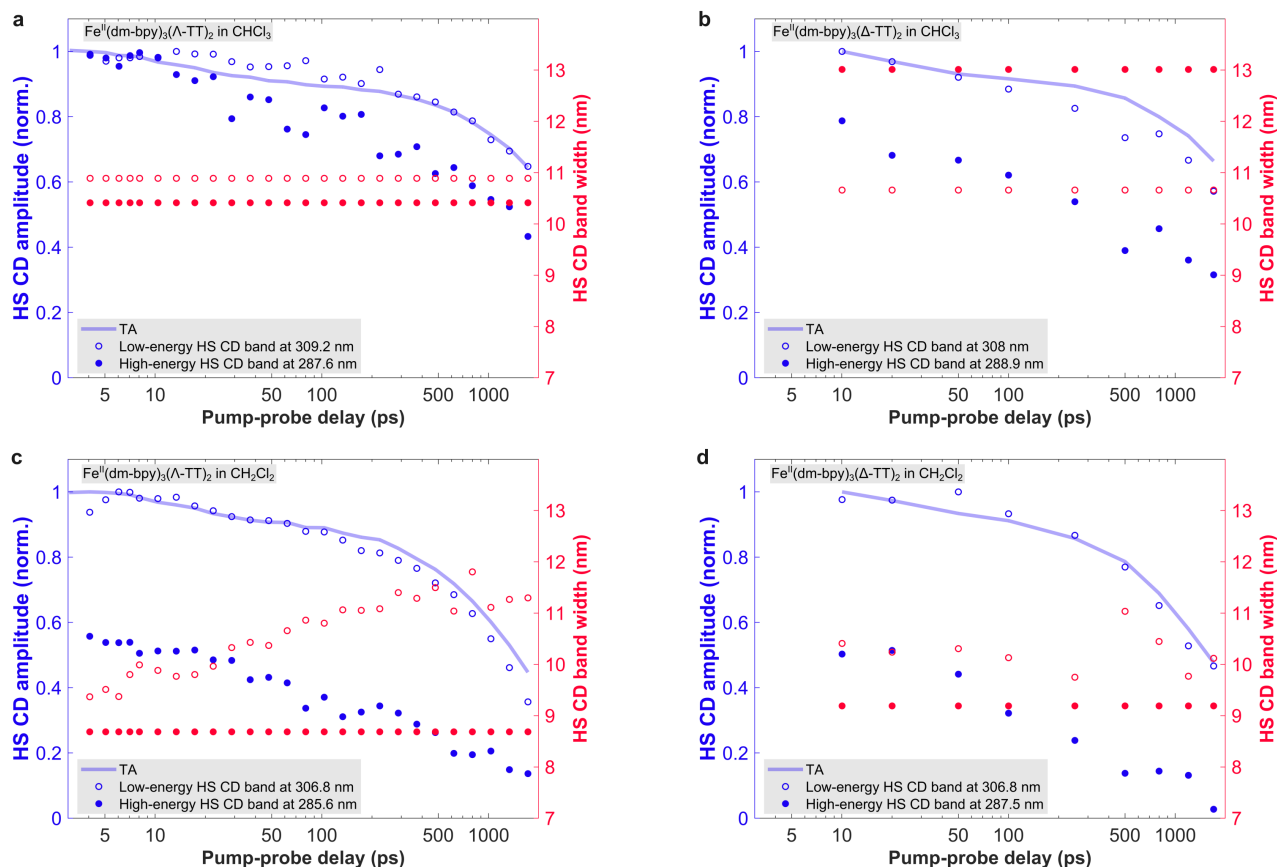 a
Fe^II(dm-bpy)₃(Λ-TT)₂ in CHCl₃
HS CD amplitude (norm.)
1
0.8
0.6
0.4
0.2
0
13
12
11
10
9
8
7
HS CD band width (nm)
TA
Low-energy HS CD band at 309.2 nm
High-energy HS CD band at 287.6 nm
5 10 50 100 500 1000
Pump-probe delay (ps)
b
Fe^II(dm-bpy)₃(Δ-TT)₂ in CHCl₃
HS CD amplitude (norm.)
1
0.8
0.6
0.4
0.2
0
13
12
11
10
9
8
7
HS CD band width (nm)
TA
Low-energy HS CD band at 308 nm
High-energy HS CD band at 288.9 nm
5 10 50 100 500 1000
Pump-probe delay (ps)
c
Fe^II(dm-bpy)₃(Λ-TT)₂ in CH₂Cl₂
HS CD amplitude (norm.)
1
0.8
0.6
0.4
0.2
0
13
12
11
10
9
8
7
HS CD band width (nm)
TA
Low-energy HS CD band at 306.8 nm
High-energy HS CD band at 285.6 nm
5 10 50 100 500 1000
Pump-probe delay (ps)
d
Fe^II(dm-bpy)₃(Δ-TT)₂ in CH₂Cl₂
HS CD amplitude (norm.)
1
0.8
0.6
0.4
0.2
0
13
12
11
10
9
8
7
HS CD band width (nm)
TA
Low-energy HS CD band at 306.8 nm
High-energy HS CD band at 287.5 nm
5 10 50 100 500 1000
Pump-probe delay (ps)